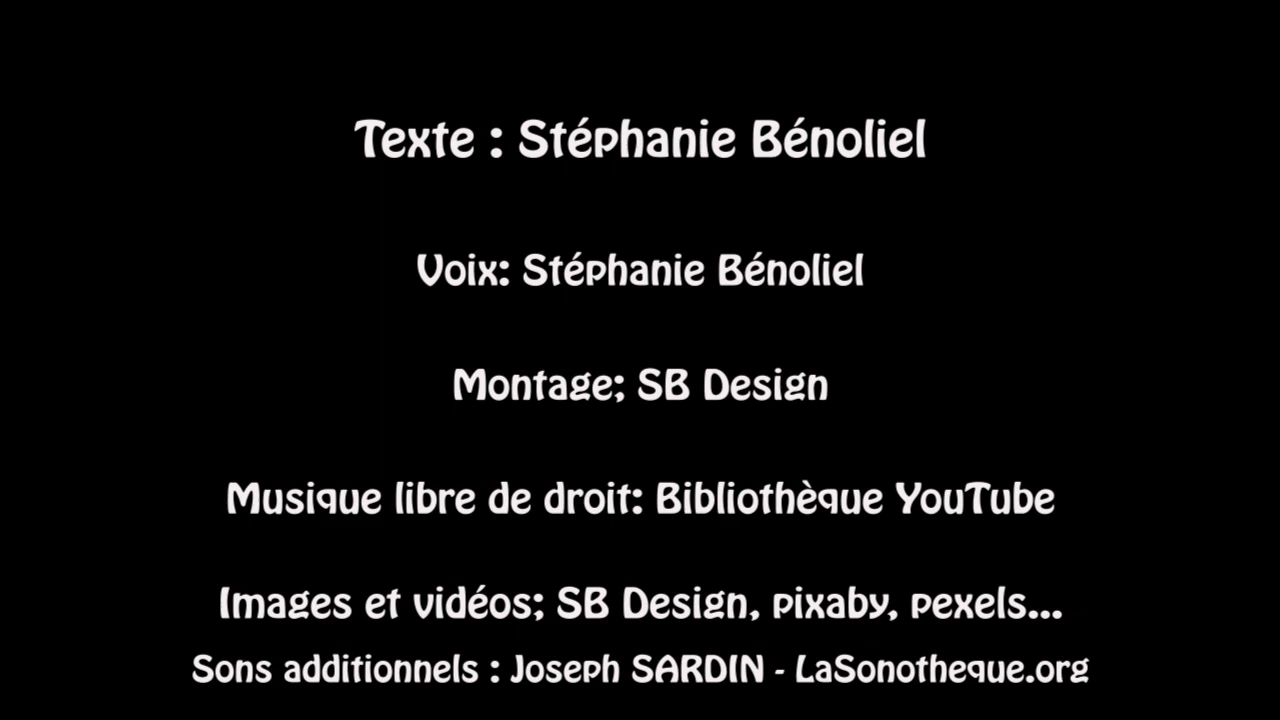 Texte : Stéphanie Bénoliel
Voix: Stéphanie Bénoliel
Montage; SB Design
Musique libre de droit: Bibliothèque YouTube
Images et vidéos; SB Design, pixaby, pexels...
Sons additionnels : Joseph SARDIN - LaSonotheque.org